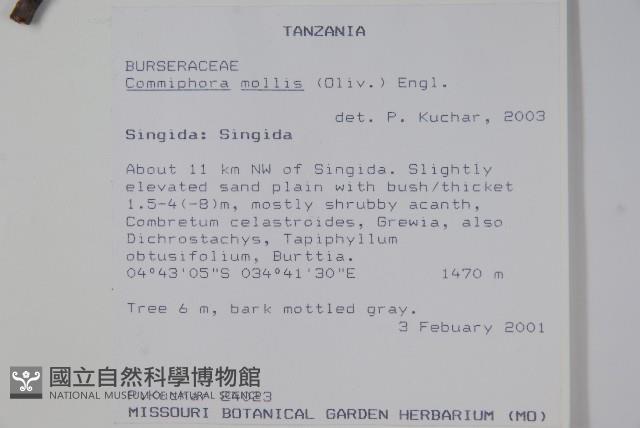 TANZANIA
BURSERACEAE
Commiphora mollis (Oliv.) Engl.
det. P. Kuchar, 2003
Singida: Singida
About 11 km NW of Singida. Slightly
elevated sand plain with bush/thicket
1.5-4(-8)m, mostly shrubby acanth,
Combretum celastroides, Grewia, also
Dichrostachys, Tapiphyllum
obtusifolium, Burttia.
04°43'05"S 034°41'30"E 1470 m
Tree 6 m, bark mottled gray.
3 Febuary 2001
國立自然科學博物館
NATIONAL MUSEUM OF NATURAL SCIENCE
MISSOURI BOTANICAL GARDEN HERBARIUM (MO)